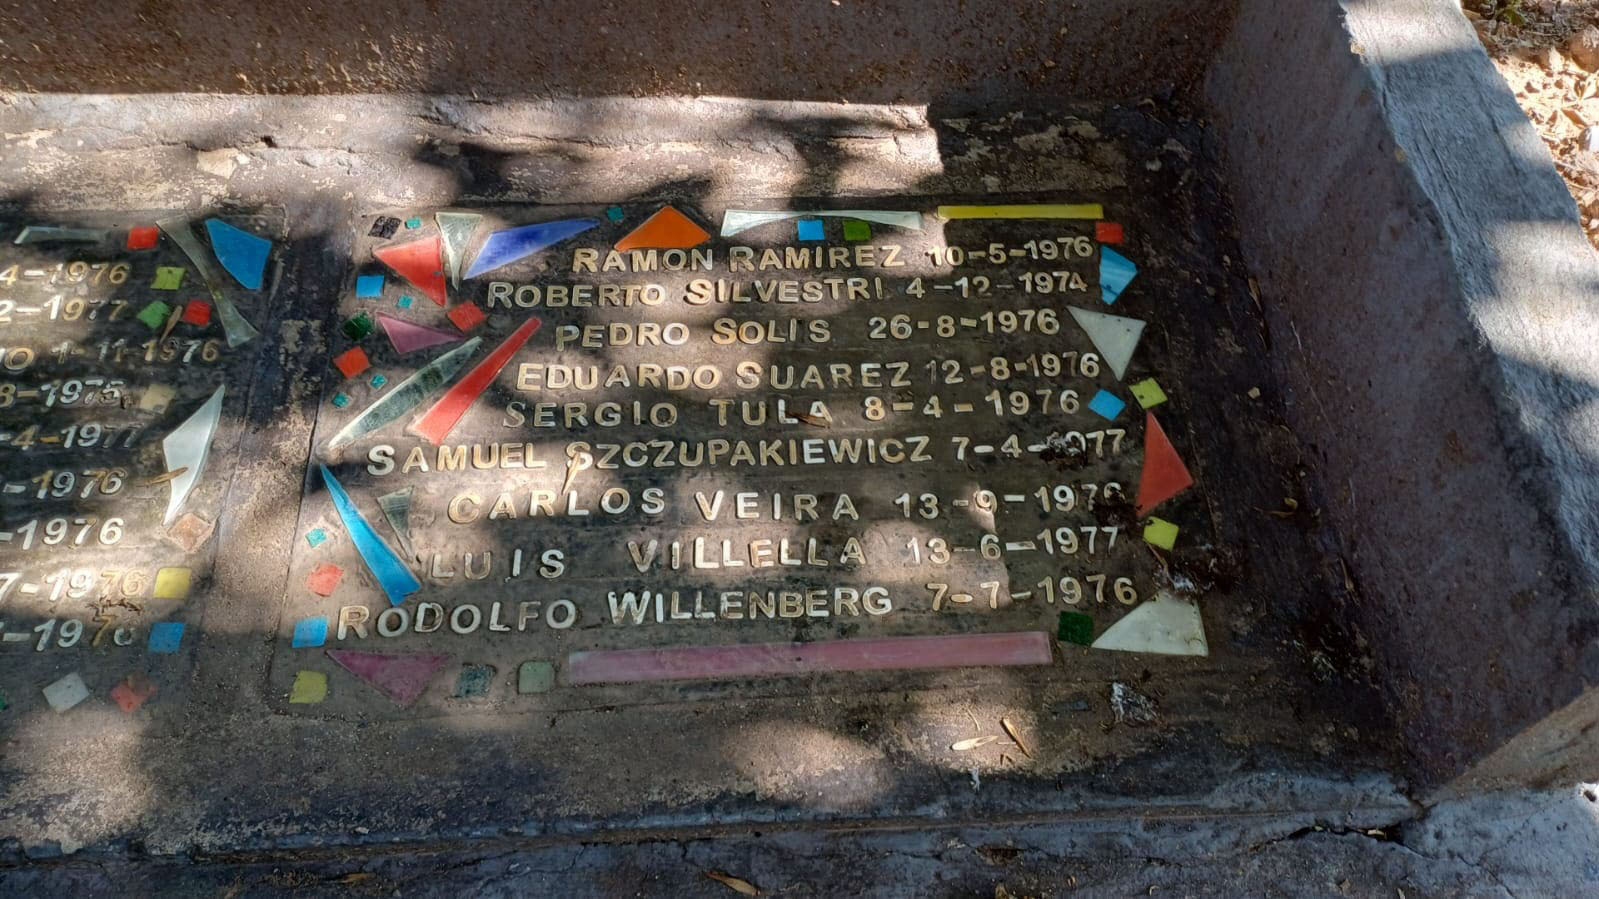 4-1976
2-1977
NO 1-11-1976
8-1975
-4-1977
-1976
-1976
7-1976
-1976
RAMON RAMIREZ 10-5-1976
ROBERTO SILVESTRI 4-12-1974
PEDRO SOLIS 26-8-1976
EDUARDO SUAREZ 12-8-1976
SERGIO TULA 8-4-1976
SAMUEL SZCZUPAKIEWICZ 7-4-1977
CARLOS VEIRA 13-9-1976
LUIS VILLELLA 13-6-1977
RODOLFO WILLENBERG 7-7-1976